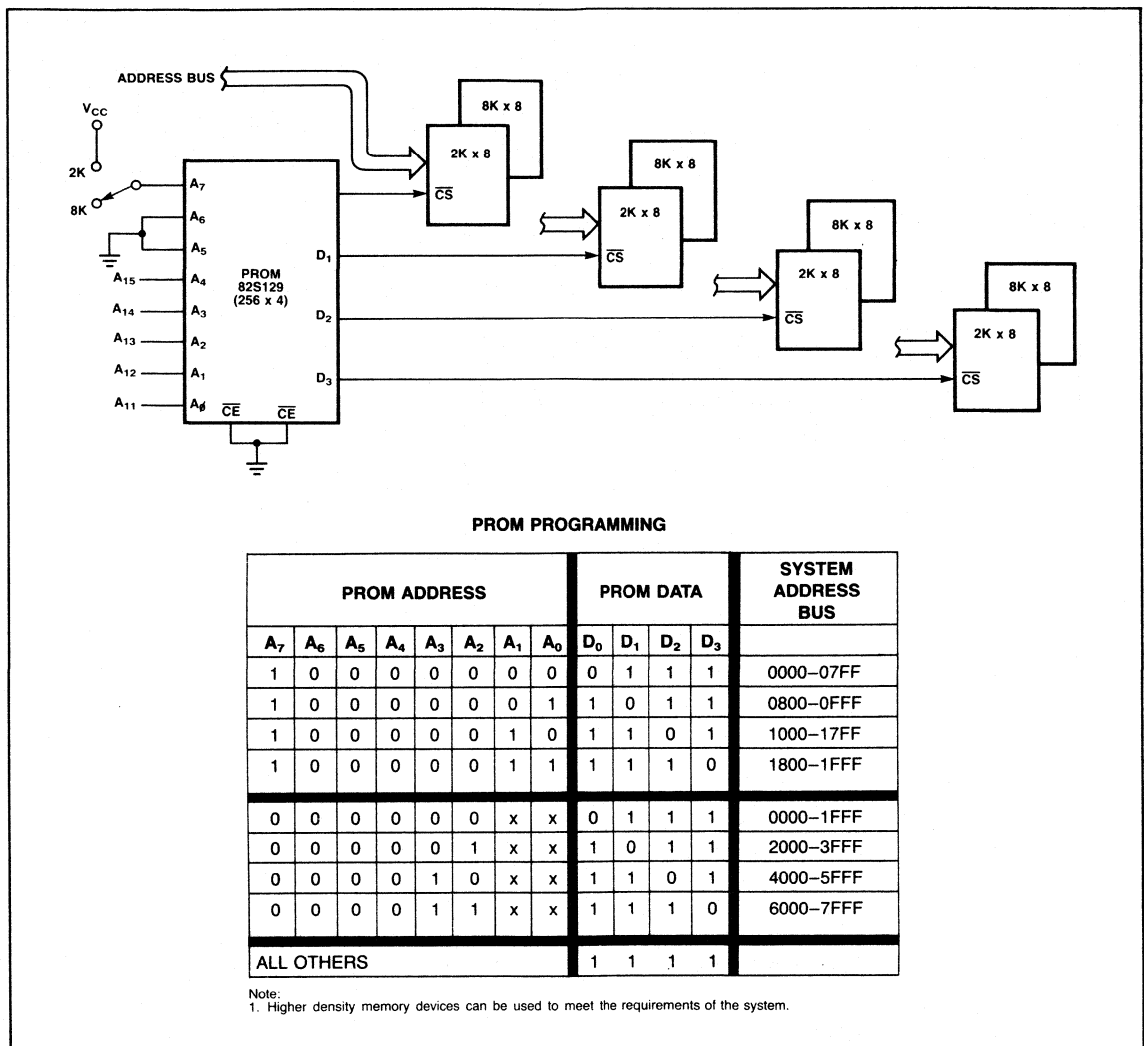 ADDRESS BUS
VCC
2K
8K
A7
A6
A5
A15 A4
A14 A3
A13 A2
A12 A1
A11 A0
PROM
82S129
(256 x 4)
CE CE
D1
D2
D3
8K x 8
2K x 8
CS
8K x 8
2K x 8
CS
8K x 8
2K x 8
CS
8K x 8
2K x 8
CS
PROM PROGRAMMING
PROM ADDRESS PROM DATA SYSTEM ADDRESS BUS
A7 A6 A5 A4 A3 A2 A1 A0 D0 D1 D2 D3
1 0 0 0 0 0 0 0 0 1 1 1 0000–07FF
1 0 0 0 0 0 0 1 1 0 1 1 0800–0FFF
1 0 0 0 0 0 1 0 1 1 0 1 1000–17FF
1 0 0 0 0 0 1 1 1 1 1 0 1800–1FFF
0 0 0 0 0 0 x x 0 1 1 1 0000–1FFF
0 0 0 0 0 1 x x 1 0 1 1 2000–3FFF
0 0 0 0 1 0 x x 1 1 0 1 4000–5FFF
0 0 0 0 1 1 x x 1 1 1 0 6000–7FFF
ALL OTHERS 1 1 1 1
Note:
1. Higher density memory devices can be used to meet the requirements of the system.